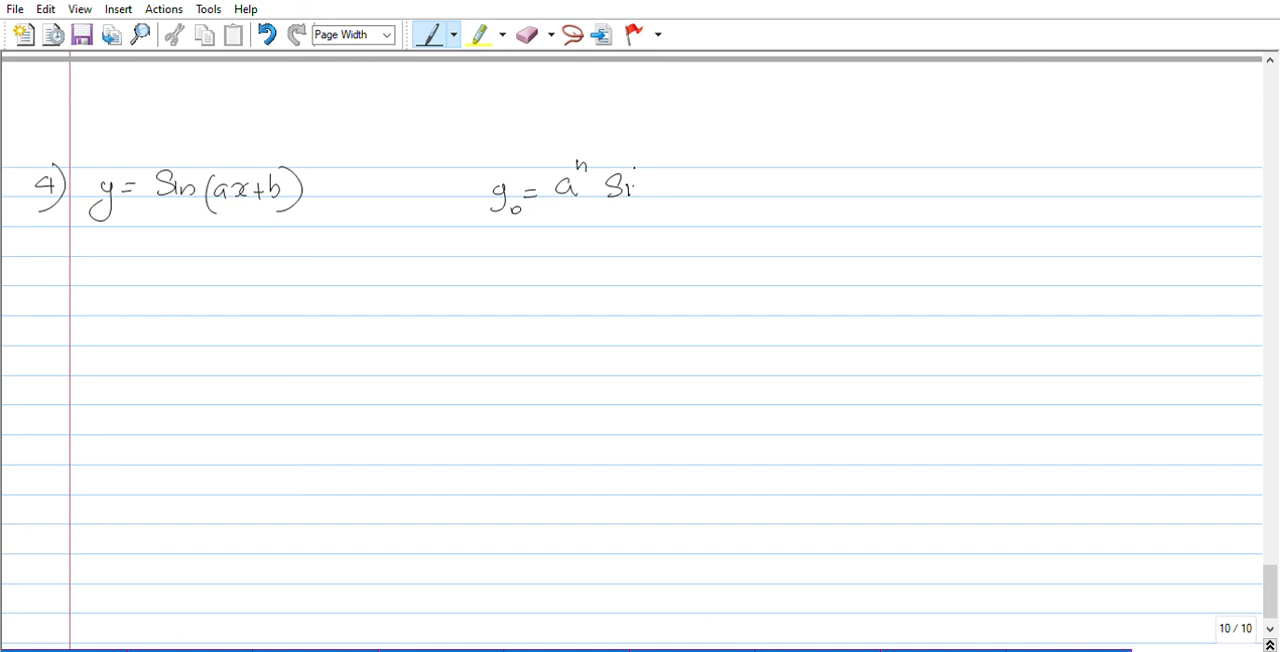 File Edit View Insert Actions Tools Help
Page Width
4) y = Sin(ax+b) y₀ = aⁿ Si
10 / 10